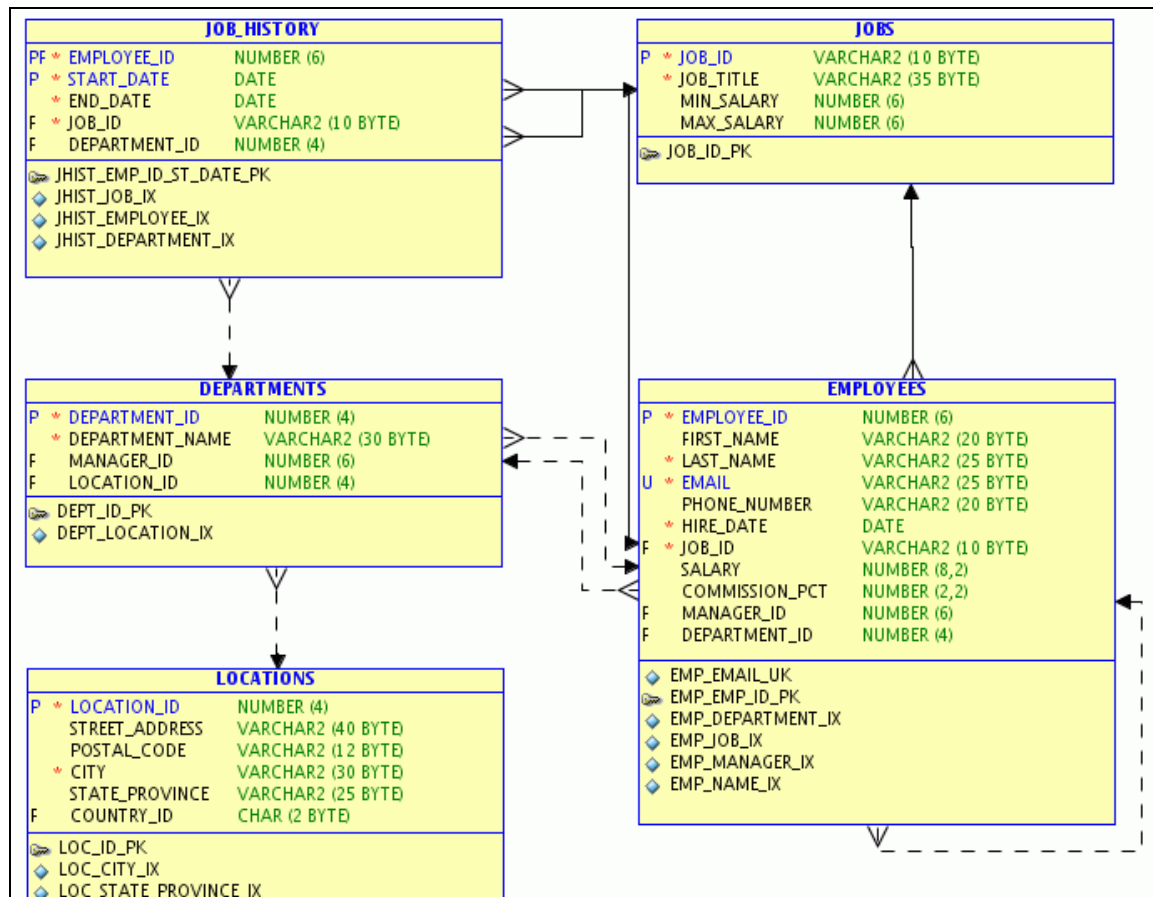 JOB_HISTORY
PF * EMPLOYEE_ID NUMBER (6)
P * START_DATE DATE
* END_DATE DATE
F * JOB_ID VARCHAR2 (10 BYTE)
F DEPARTMENT_ID NUMBER (4)
JHIST_EMP_ID_ST_DATE_PK
JHIST_JOB_IX
JHIST_EMPLOYEE_IX
JHIST_DEPARTMENT_IX
JOBS
P * JOB_ID VARCHAR2 (10 BYTE)
* JOB_TITLE VARCHAR2 (35 BYTE)
MIN_SALARY NUMBER (6)
MAX_SALARY NUMBER (6)
JOB_ID_PK
DEPARTMENTS
P * DEPARTMENT_ID NUMBER (4)
* DEPARTMENT_NAME VARCHAR2 (30 BYTE)
F MANAGER_ID NUMBER (6)
F LOCATION_ID NUMBER (4)
DEPT_ID_PK
DEPT_LOCATION_IX
EMPLOYEES
P * EMPLOYEE_ID NUMBER (6)
FIRST_NAME VARCHAR2 (20 BYTE)
* LAST_NAME VARCHAR2 (25 BYTE)
U * EMAIL VARCHAR2 (25 BYTE)
PHONE_NUMBER VARCHAR2 (20 BYTE)
* HIRE_DATE DATE
F * JOB_ID VARCHAR2 (10 BYTE)
SALARY NUMBER (8,2)
COMMISSION_PCT NUMBER (2,2)
F MANAGER_ID NUMBER (6)
F DEPARTMENT_ID NUMBER (4)
EMP_EMAIL_UK
EMP_EMP_ID_PK
EMP_DEPARTMENT_IX
EMP_JOB_IX
EMP_MANAGER_IX
EMP_NAME_IX
LOCATIONS
P * LOCATION_ID NUMBER (4)
STREET_ADDRESS VARCHAR2 (40 BYTE)
POSTAL_CODE VARCHAR2 (12 BYTE)
* CITY VARCHAR2 (30 BYTE)
STATE_PROVINCE VARCHAR2 (25 BYTE)
F COUNTRY_ID CHAR (2 BYTE)
LOC_ID_PK
LOC_CITY_IX
LOC_STATE_PROVINCE_IX